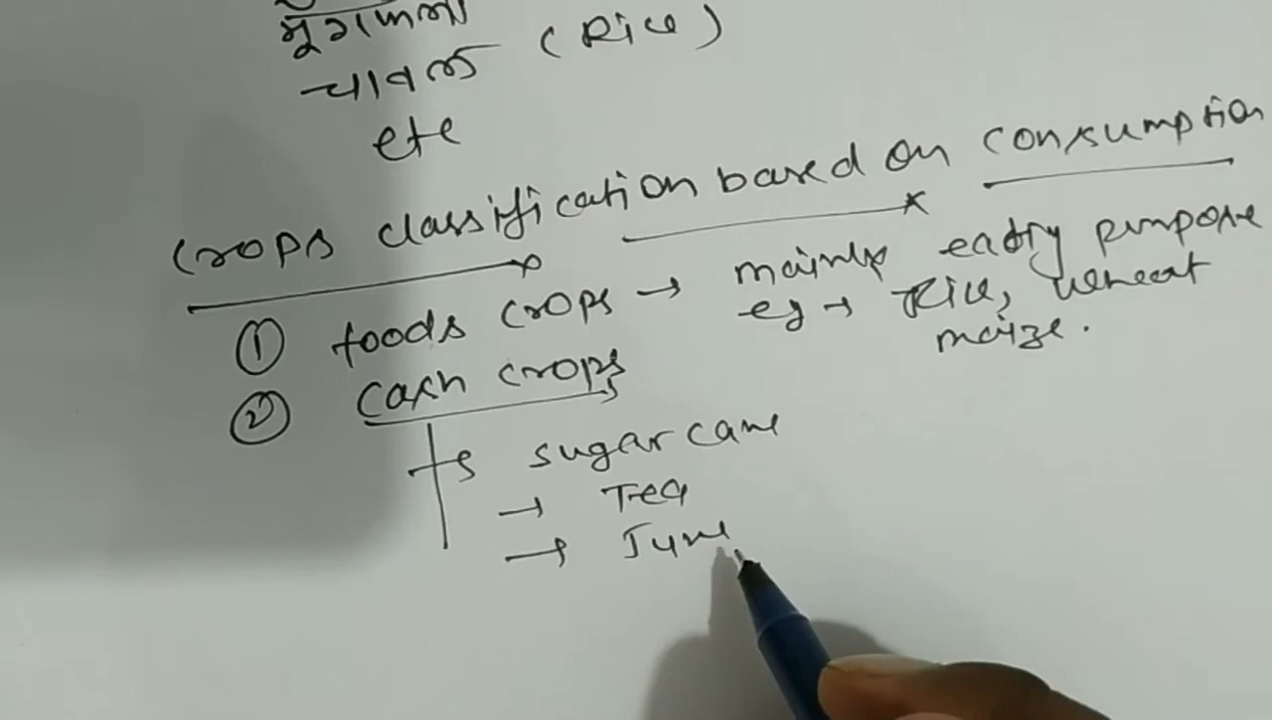 मूंगफली
चावल (Rice)
etc
Crops classification based on consumption
① foods crops → mainly eating purpose
eg → Rice, wheat
maize.
② cash crops
→ sugarcane
→ Tea
→ Jute